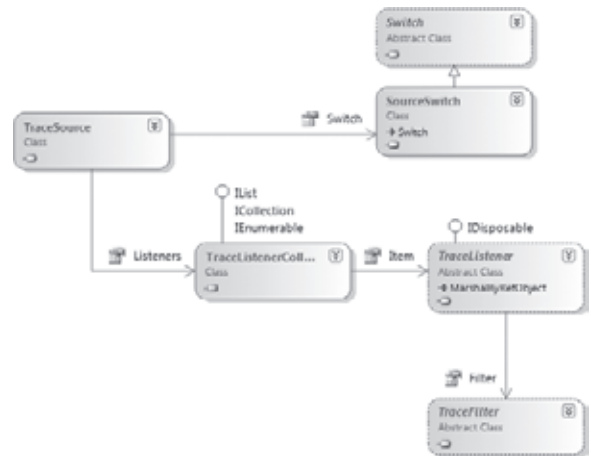 Switch
Abstract Class
SourceSwitch
Class
Switch
TraceSource
Class
Switch
IList
ICollection
IEnumerable
IDisposable
Listeners
TraceListenerColl...
Class
Item
TraceListener
Abstract Class
MarshalByRefObject
Filter
TraceFilter
Abstract Class